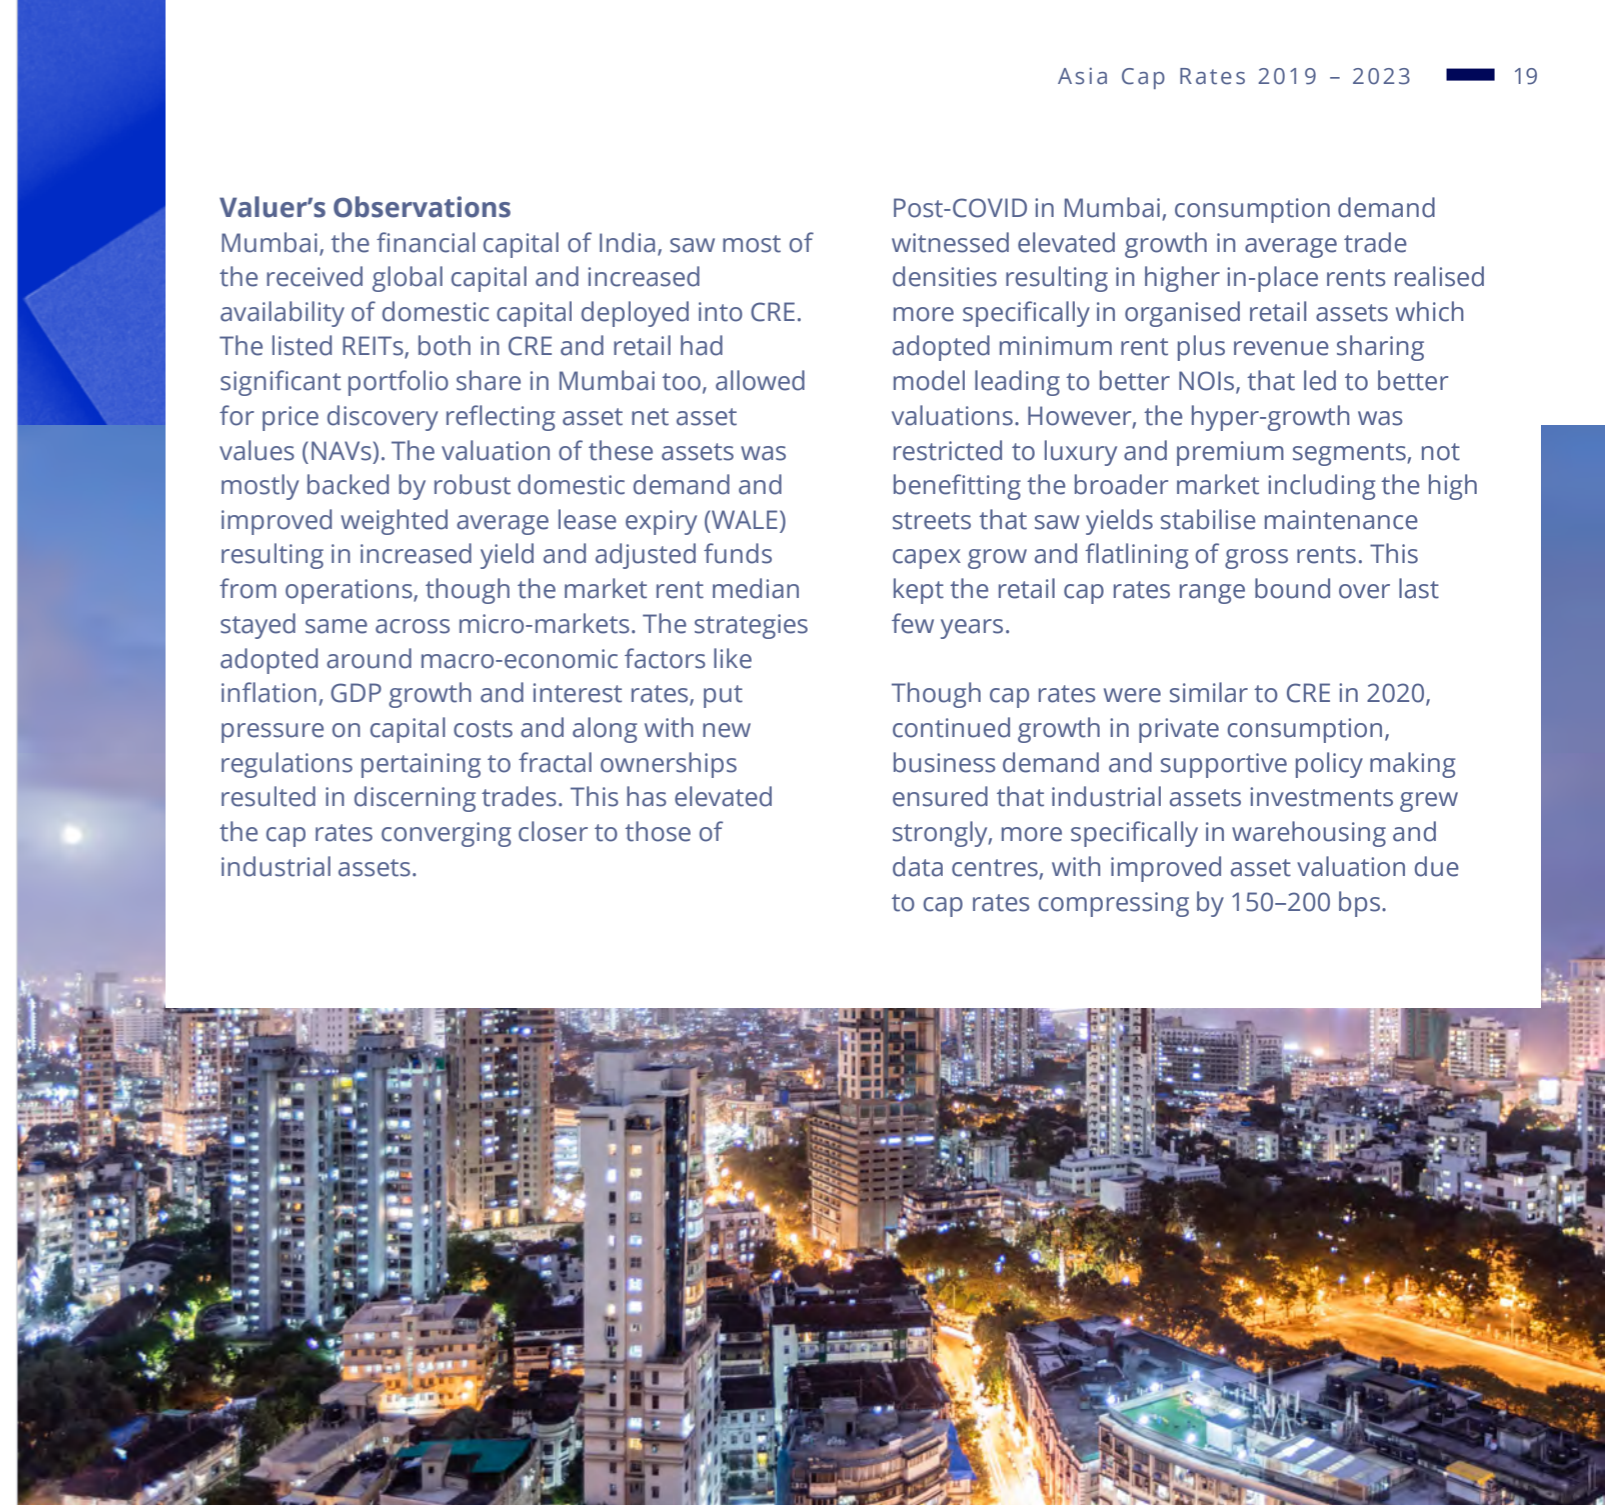 Asia Cap Rates 2019 – 2023 19
Valuer’s Observations
Mumbai, the financial capital of India, saw most of
the received global capital and increased
availability of domestic capital deployed into CRE.
The listed REITs, both in CRE and retail had
significant portfolio share in Mumbai too, allowed
for price discovery reflecting asset net asset
values (NAVs). The valuation of these assets was
mostly backed by robust domestic demand and
improved weighted average lease expiry (WALE)
resulting in increased yield and adjusted funds
from operations, though the market rent median
stayed same across micro-markets. The strategies
adopted around macro-economic factors like
inflation, GDP growth and interest rates, put
pressure on capital costs and along with new
regulations pertaining to fractal ownerships
resulted in discerning trades. This has elevated
the cap rates converging closer to those of
industrial assets.
Post-COVID in Mumbai, consumption demand
witnessed elevated growth in average trade
densities resulting in higher in-place rents realised
more specifically in organised retail assets which
adopted minimum rent plus revenue sharing
model leading to better NOIs, that led to better
valuations. However, the hyper-growth was
restricted to luxury and premium segments, not
benefitting the broader market including the high
streets that saw yields stabilise maintenance
capex grow and flatlining of gross rents. This
kept the retail cap rates range bound over last
few years.
Though cap rates were similar to CRE in 2020,
continued growth in private consumption,
business demand and supportive policy making
ensured that industrial assets investments grew
strongly, more specifically in warehousing and
data centres, with improved asset valuation due
to cap rates compressing by 150–200 bps.